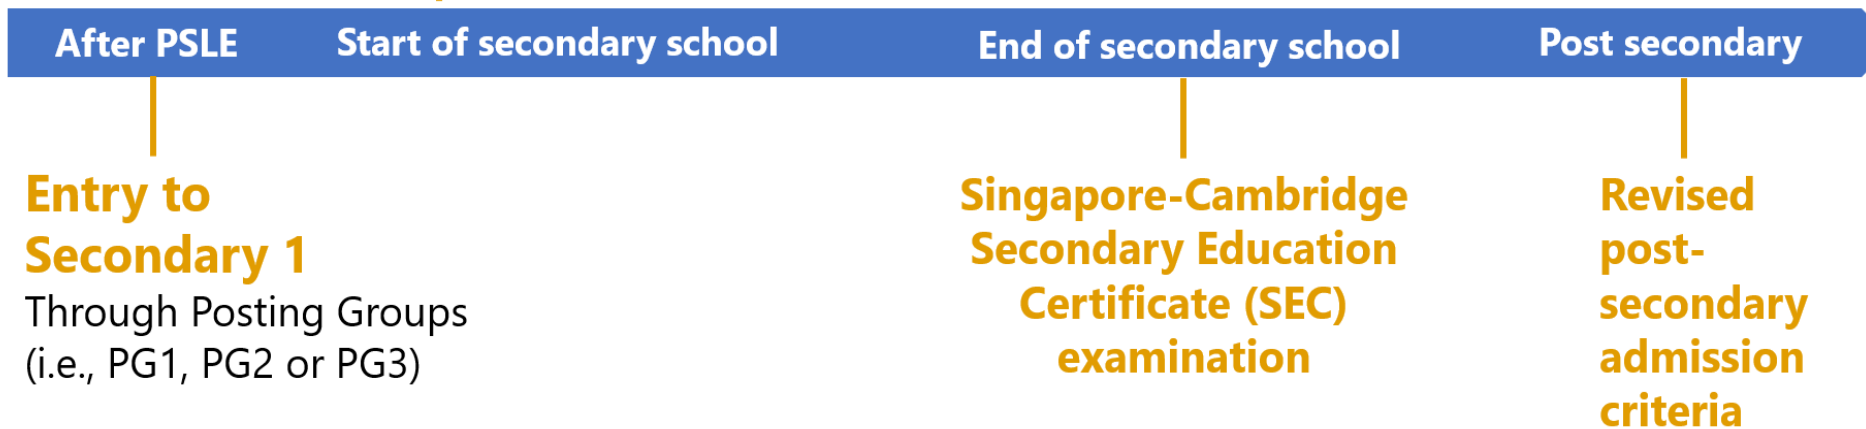 After PSLE
Start of secondary school
End of secondary school
Post secondary
Entry to
Secondary 1
Through Posting Groups
(i.e., PG1, PG2 or PG3)
Singapore-Cambridge
Secondary Education
Certificate (SEC)
examination
Revised
post-
secondary
admission
criteria